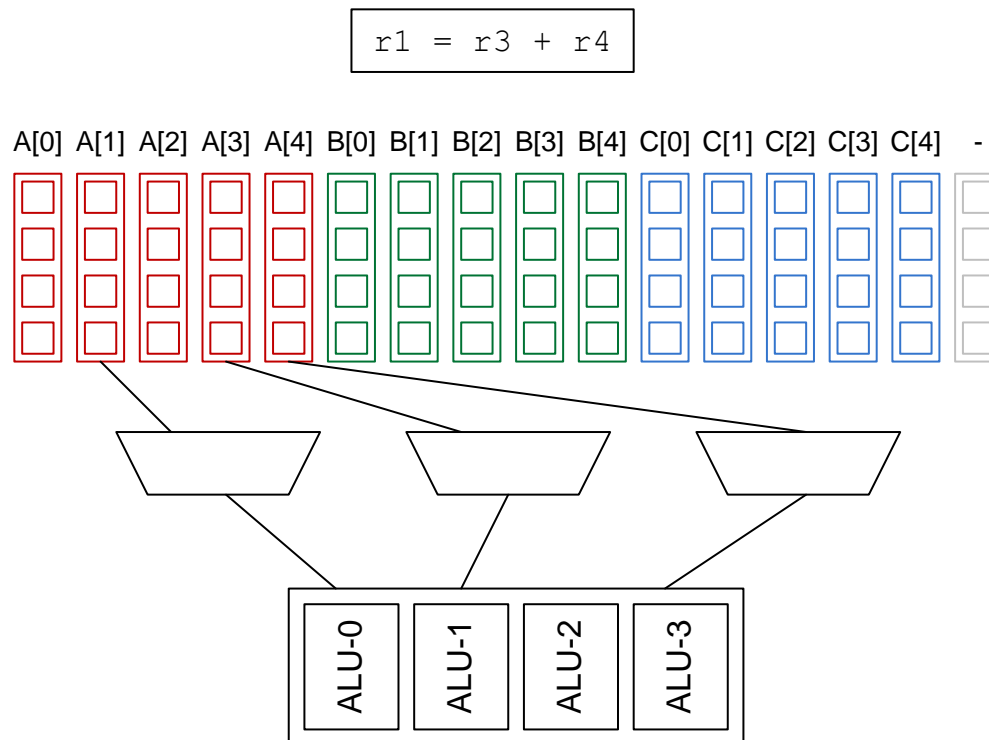 r1 = r3 + r4
A[0] A[1] A[2] A[3] A[4] B[0] B[1] B[2] B[3] B[4] C[0] C[1] C[2] C[3] C[4] -
ALU-0 ALU-1 ALU-2 ALU-3